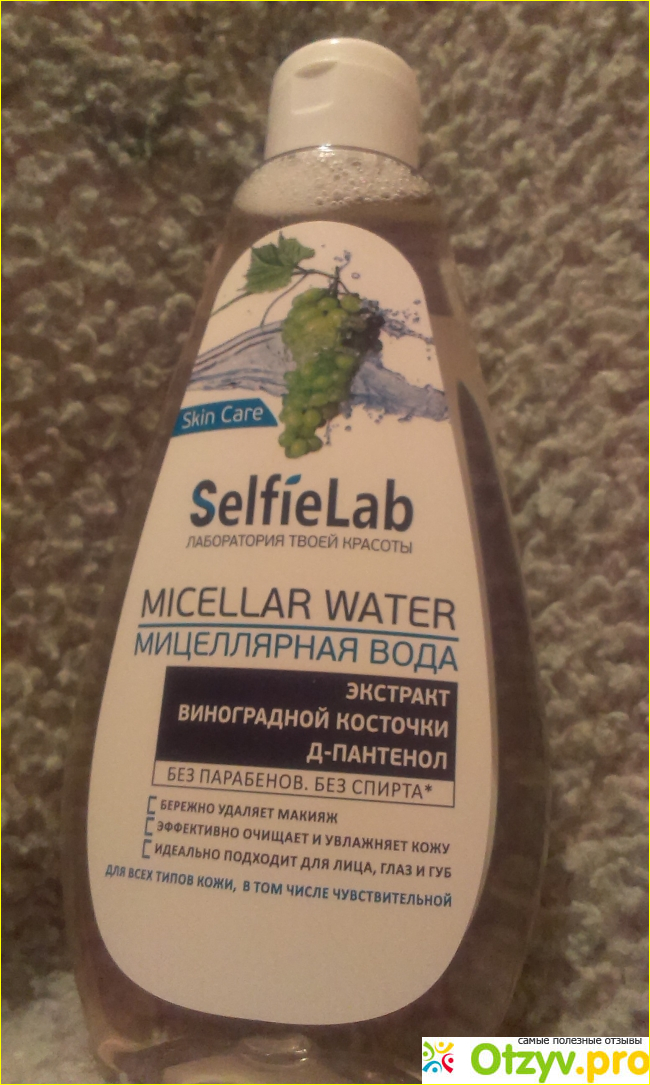 Skin Care
SelfieLab
ЛАБОРАТОРИЯ ТВОЕЙ КРАСОТЫ
MICELLAR WATER
МИЦЕЛЛЯРНАЯ ВОДА
ЭКСТРАКТ
ВИНОГРАДНОЙ КОСТОЧКИ
Д-ПАНТЕНОЛ
БЕЗ ПАРАБЕНОВ. БЕЗ СПИРТА*
БЕРЕЖНО УДАЛЯЕТ МАКИЯЖ
ЭФФЕКТИВНО ОЧИЩАЕТ И УВЛАЖНЯЕТ КОЖУ
ИДЕАЛЬНО ПОДХОДИТ ДЛЯ ЛИЦА, ГЛАЗ И ГУБ
ДЛЯ ВСЕХ ТИПОВ КОЖИ, В ТОМ ЧИСЛЕ ЧУВСТВИТЕЛЬНОЙ
самые полезные отзывы
Otzyv.pro